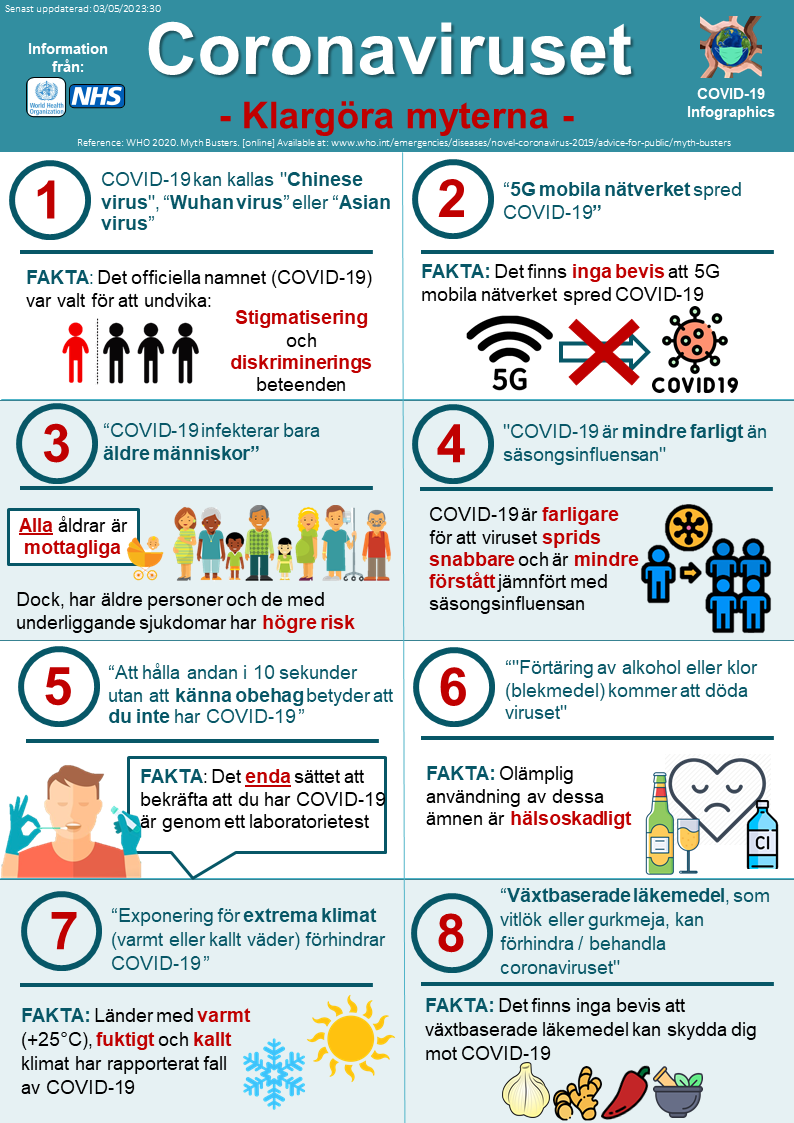 Senast uppdaterad: 03/05/2023:30
Coronaviruset
- Klargöra myterna -
Information
från:
World Health
Organization
NHS
COVID-19
Infographics
Reference: WHO 2020. Myth Busters. [online] Available at: www.who.int/emergencies/diseases/novel-coronavirus-2019/advice-for-public/myth-busters
1
COVID-19 kan kallas "Chinese
virus", “Wuhan virus” eller “Asian
virus”
FAKTA: Det officiella namnet (COVID-19)
var valt för att undvika:
Stigmatisering
och
diskriminerings
beteenden
2
“5G mobila nätverket spred
COVID-19”
FAKTA: Det finns inga bevis att 5G
mobila nätverket spred COVID-19
5G
COVID19
3
“COVID-19 infekterar bara
äldre människor”
Alla åldrar är
mottagliga
Dock, har äldre personer och de med
underliggande sjukdomar har högre risk
4
"COVID-19 är mindre farligt än
säsongsinfluensan"
COVID-19 är farligare
för att viruset sprids
snabbare och är mindre
förstått jämnfört med
säsongsinfluensan
5
“Att hålla andan i 10 sekunder
utan att känna obehag betyder att
du inte har COVID-19”
FAKTA: Det enda sättet att
bekräfta att du har COVID-19
är genom ett laboratorietest
6
“"Förtäring av alkohol eller klor
(blekmedel) kommer att döda
viruset"
FAKTA: Olämplig
användning av dessa
ämnen är hälsoskadligt
Cl
7
“Exponering för extrema klimat
(varmt eller kallt väder) förhindrar
COVID-19”
FAKTA: Länder med varmt
(+25°C), fuktigt och kallt
klimat har rapporterat fall
av COVID-19
8
“Växtbaserade läkemedel, som
vitlök eller gurkmeja, kan
förhindra / behandla
coronaviruset"
FAKTA: Det finns inga bevis att
växtbaserade läkemedel kan skydda dig
mot COVID-19